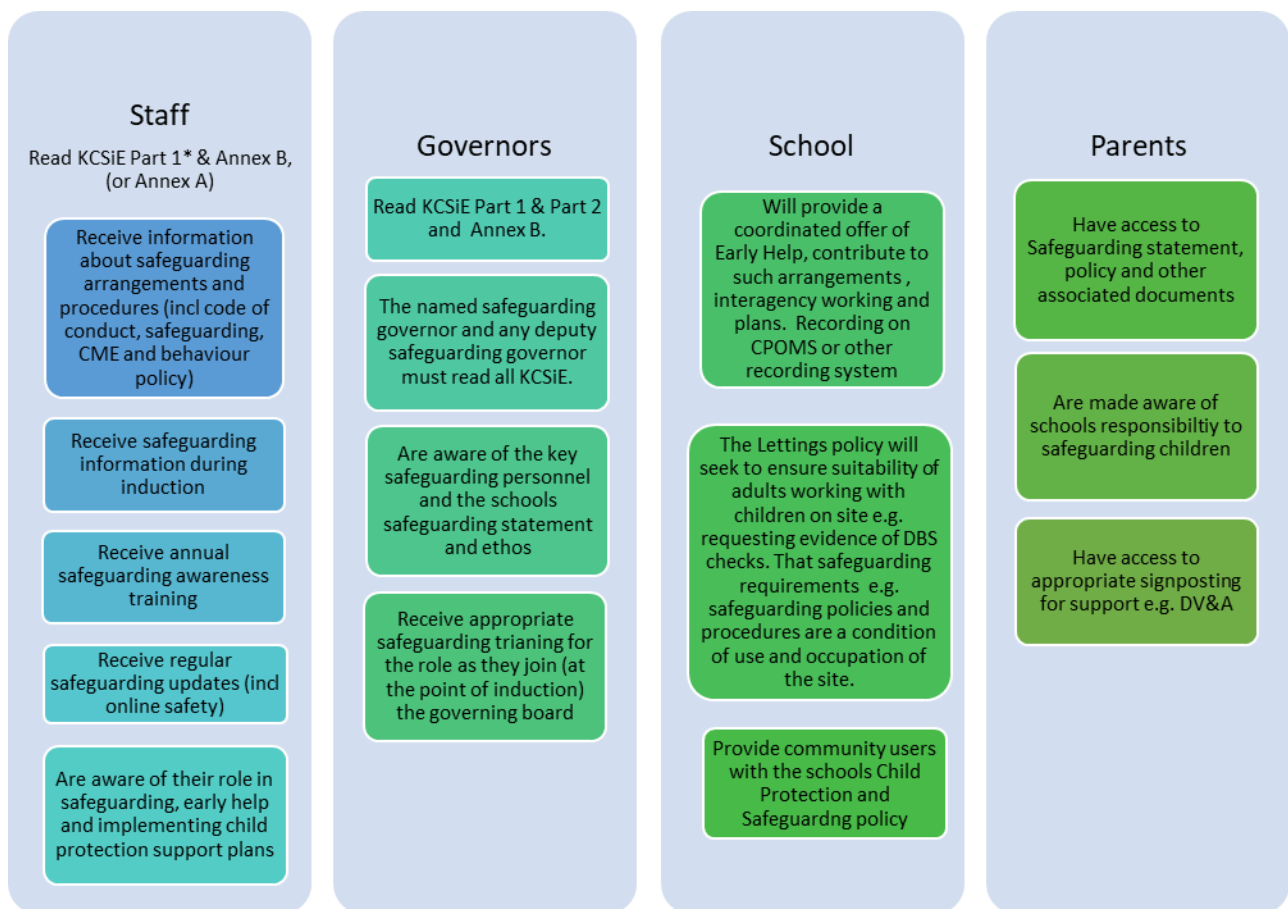 Staff
Read KCSiE Part 1* & Annex B,
(or Annex A)
Receive information
about safeguarding
arrangements and
procedures (incl code of
conduct, safeguarding,
CME and behaviour
policy)
Receive safeguarding
information during
induction
Receive annual
safeguarding awareness
training
Receive regular
safeguarding updates (incl
online safety)
Are aware of their role in
safeguarding, early help
and implementing child
protection support plans
Governors
Read KCSiE Part 1 & Part 2
and Annex B.
The named safeguarding
governor and any deputy
safeguarding governor
must read all KCSiE.
Are aware of the key
safeguarding personnel
and the schools
safeguarding statement
and ethos
Receive appropriate
safeguarding trianing for
the role as they join (at
the point of induction)
the governing board
School
Will provide a
coordinated offer of
Early Help, contribute to
such arrangements ,
interagency working and
plans. Recording on
CPOMS or other
recording system
The Lettings policy will
seek to ensure suitability of
adults working with
children on site e.g.
requesting evidence of DBS
checks. That safeguarding
requirements e.g.
safeguarding policies and
procedures are a condition
of use and occupation of
the site.
Provide community users
with the schools Child
Protection and
Safeguardng policy
Parents
Have access to
Safeguarding statement,
policy and other
associated documents
Are made aware of
schools responsibiltiy to
safeguarding children
Have access to
appropriate signposting
for support e.g. DV&A